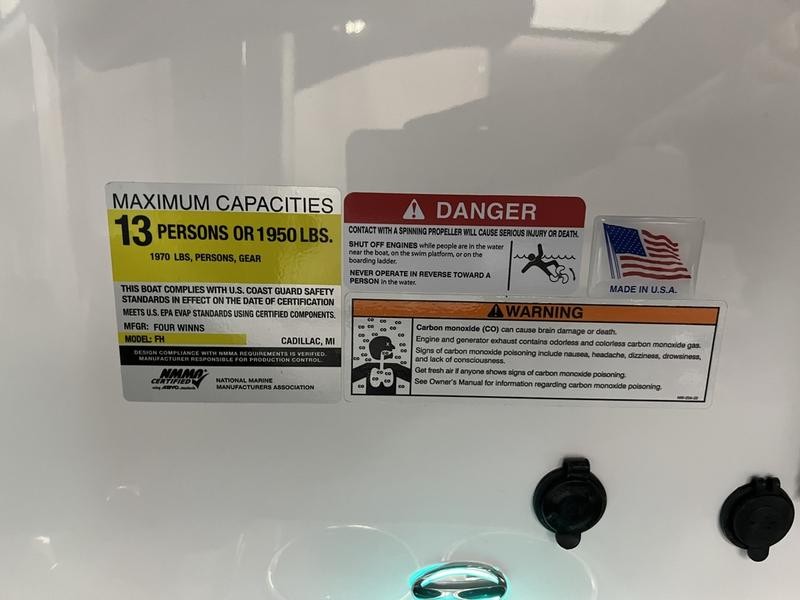 MAXIMUM CAPACITIES
13 PERSONS OR 1950 LBS.
1970 LBS, PERSONS, GEAR
THIS BOAT COMPLIES WITH U.S. COAST GUARD SAFETY
STANDARDS IN EFFECT ON THE DATE OF CERTIFICATION
MEETS U.S. EPA EVAP STANDARDS USING CERTIFIED COMPONENTS.
MFGR: FOUR WINNS
MODEL: FH CADILLAC, MI
DESIGN COMPLIANCE WITH NMMA REQUIREMENTS IS VERIFIED.
MANUFACTURER RESPONSIBLE FOR PRODUCTION CONTROL.
NMMA
CERTIFIED
using ABYC standards
NATIONAL MARINE
MANUFACTURERS ASSOCIATION
DANGER
CONTACT WITH A SPINNING PROPELLER WILL CAUSE SERIOUS INJURY OR DEATH.
SHUT OFF ENGINES while people are in the water
near the boat, on the swim platform, or on the
boarding ladder.
NEVER OPERATE IN REVERSE TOWARD A
PERSON in the water.
MADE IN U.S.A.
WARNING
Carbon monoxide (CO) can cause brain damage or death.
Engine and generator exhaust contains odorless and colorless carbon monoxide gas.
Signs of carbon monoxide poisoning include nausea, headache, dizziness, drowsiness,
and lack of consciousness.
Get fresh air if anyone shows signs of carbon monoxide poisoning.
See Owner's Manual for information regarding carbon monoxide poisoning.